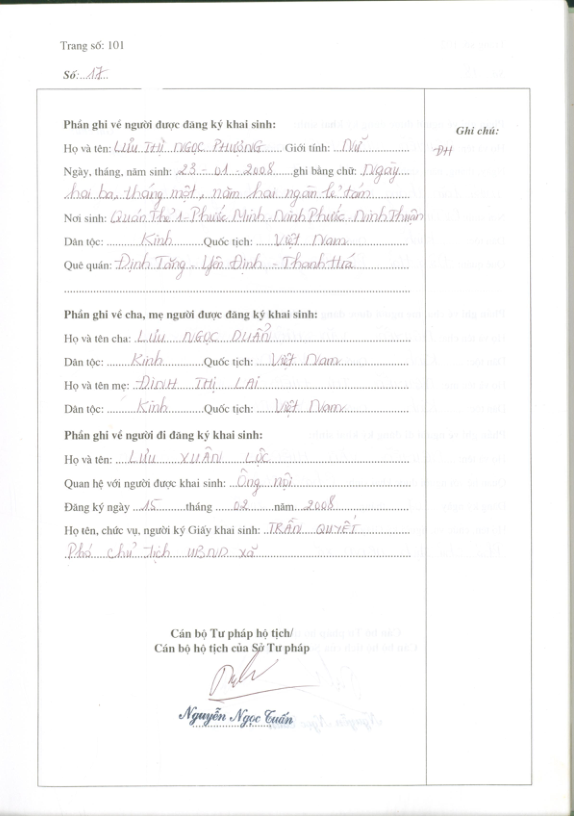 Trang số: 101
Số: 17
Phần ghi về người được đăng ký khai sinh:
Ghi chú:
Họ và tên: LƯU THỊ NGỌC PHƯỢNG Giới tính: Nữ
ĐH
Ngày, tháng, năm sinh: 23 - 01 - 2008 ghi bằng chữ: Ngày
hai ba, tháng một, năm hai ngàn lẻ tám
Nơi sinh: Quán Thẻ 1 - Phước Minh Ninh Phước Ninh Thuận
Dân tộc: Kinh Quốc tịch: Việt Nam
Quê quán: Định Tăng - Yên Định - Thanh Hoá
Phần ghi về cha, mẹ người được đăng ký khai sinh:
Họ và tên cha: LƯU NGỌC DUẨN
Dân tộc: Kinh Quốc tịch: Việt Nam
Họ và tên mẹ: ĐINH THỊ LAI
Dân tộc: Kinh Quốc tịch: Việt Nam
Phần ghi về người đi đăng ký khai sinh:
Họ và tên: LƯU XUÂN LỘC
Quan hệ với người được khai sinh: Ông nội
Đăng ký ngày 15 tháng 02 năm 2008
Họ tên, chức vụ, người ký Giấy khai sinh: TRẦN QUYẾT
Phó chủ tịch UBND xã
Cán bộ Tư pháp hộ tịch/
Cán bộ hộ tịch của Sở Tư pháp
Nguyễn Ngọc Tuấn